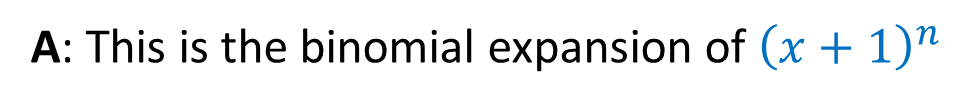 A: This is the binomial expansion of (x + 1)ⁿ